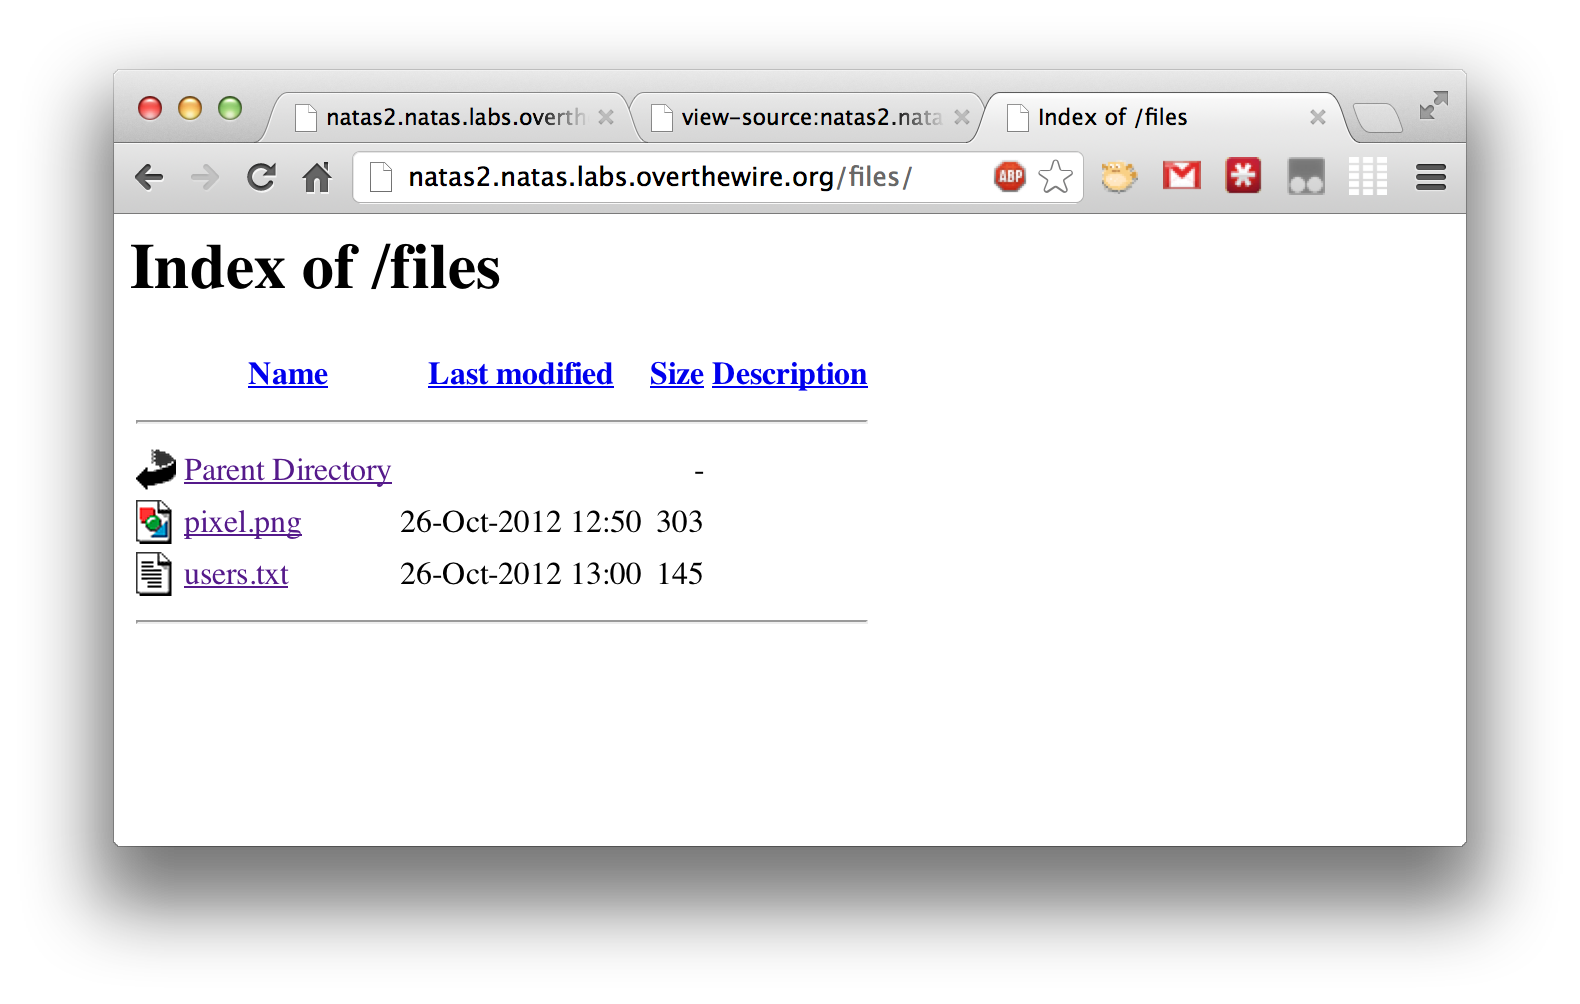 natas2.natas.labs.overth
view-source:natas2.nata
Index of /files
natas2.natas.labs.overthewire.org/files/
ABP
Index of /files
Name Last modified Size Description
Parent Directory -
pixel.png 26-Oct-2012 12:50 303
users.txt 26-Oct-2012 13:00 145